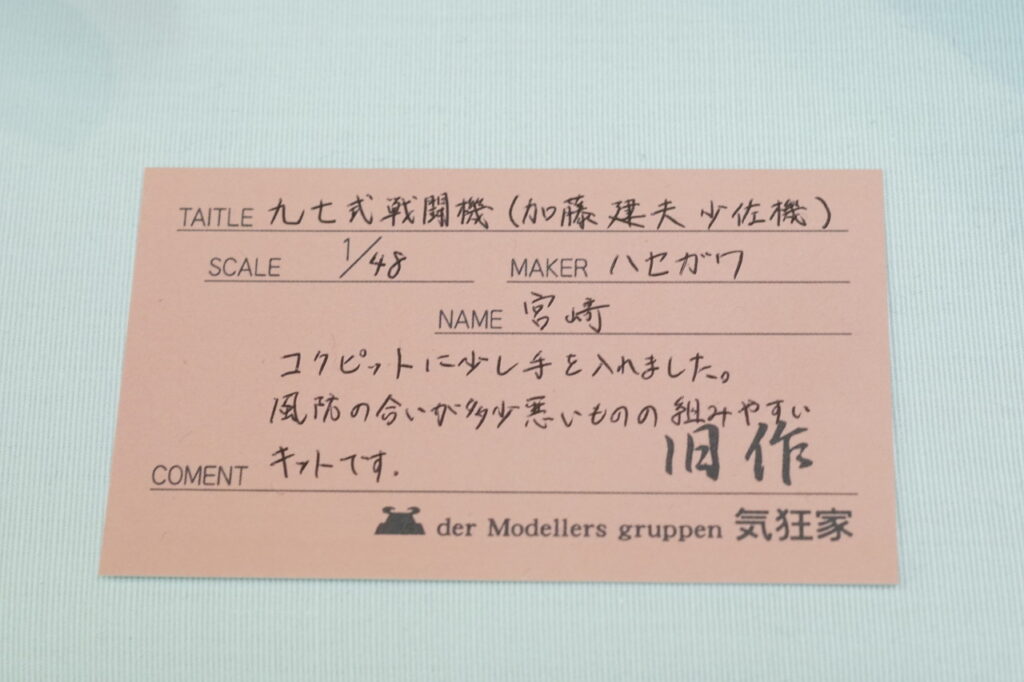 TAITLE 九七式戦闘機(加藤建夫少佐機)
SCALE 1/48 MAKER ハセガワ
NAME 宮崎
コクピットに少し手を入れました。
風防の合いが多少悪いものの組みやすい
COMENT キットです. 旧作
der Modellers gruppen 気狂家